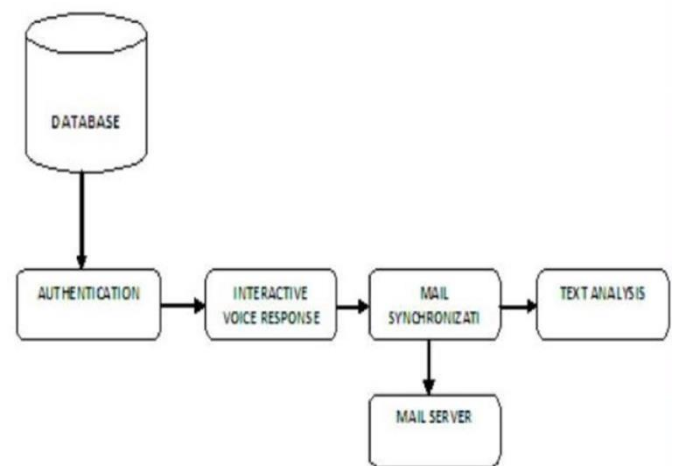 DATABASE
AUTHENTICATION
INTERACTIVE
VOICE RESPONSE
MAIL
SYNCHRONIZATI
TEXT ANALYSIS
MAIL SERVER